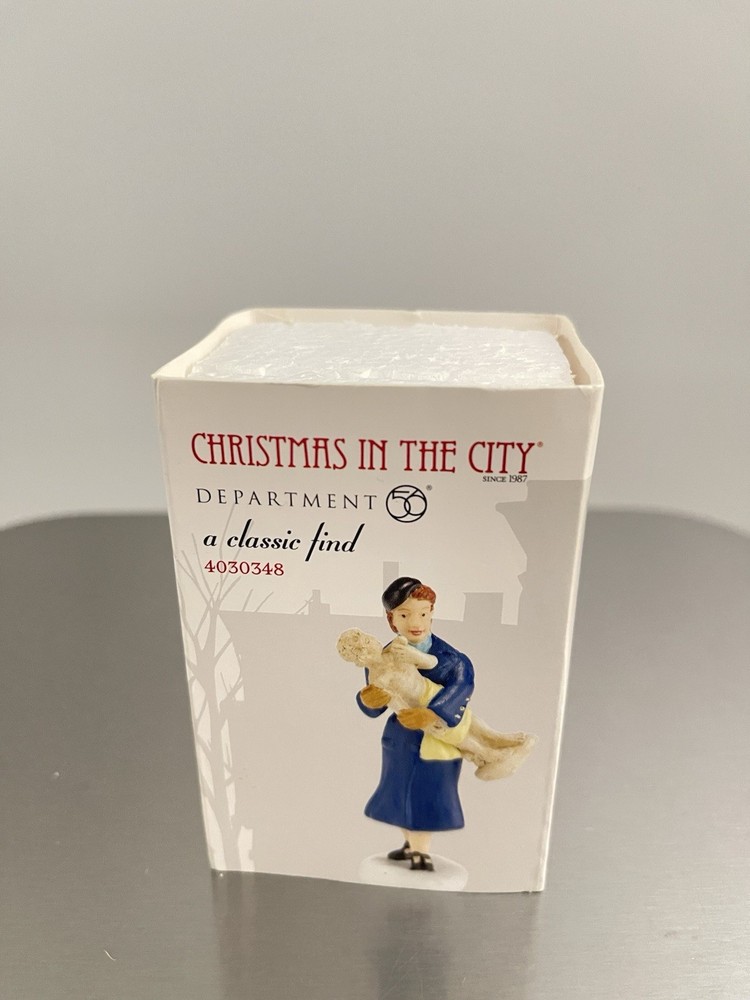 CHRISTMAS IN THE CITY®
SINCE 1987
DEPARTMENT 56®
a classic find
4030348